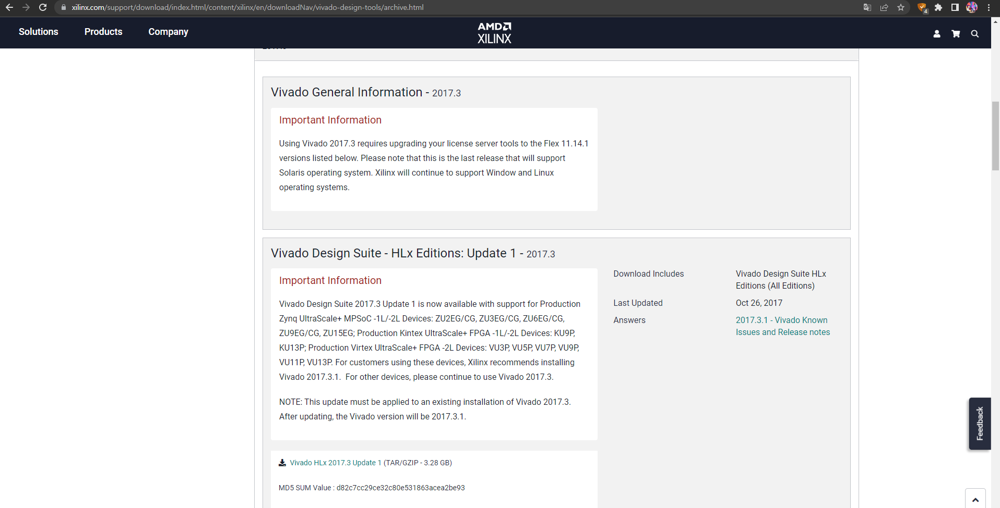 xilinx.com/support/download/index.html/content/xilinx/en/downloadNav/vivado-design-tools/archive.html
4
Solutions
Products
Company
AMD
XILINX
Vivado General Information - 2017.3
Important Information
Using Vivado 2017.3 requires upgrading your license server tools to the Flex 11.14.1
versions listed below. Please note that this is the last release that will support
Solaris operating system. Xilinx will continue to support Window and Linux
operating systems.
Vivado Design Suite - HLx Editions: Update 1 - 2017.3
Important Information
Vivado Design Suite 2017.3 Update 1 is now available with support for Production
Zynq UltraScale+ MPSoC -1L/-2L Devices: ZU2EG/CG, ZU3EG/CG, ZU6EG/CG,
ZU9EG/CG, ZU15EG; Production Kintex UltraScale+ FPGA -1L/-2L Devices: KU9P,
KU13P; Production Virtex UltraScale+ FPGA -2L Devices: VU3P, VU5P, VU7P, VU9P,
VU11P, VU13P. For customers using these devices, Xilinx recommends installing
Vivado 2017.3.1.  For other devices, please continue to use Vivado 2017.3.
NOTE: This update must be applied to an existing installation of Vivado 2017.3.
After updating, the Vivado version will be 2017.3.1.
Vivado HLx 2017.3 Update 1 (TAR/GZIP - 3.28 GB)
MD5 SUM Value : d82c7cc29ce32c80e531863acea2be93
Download Includes
Vivado Design Suite HLx
Editions (All Editions)
Last Updated
Oct 26, 2017
Answers
2017.3.1 - Vivado Known
Issues and Release notes
Feedback